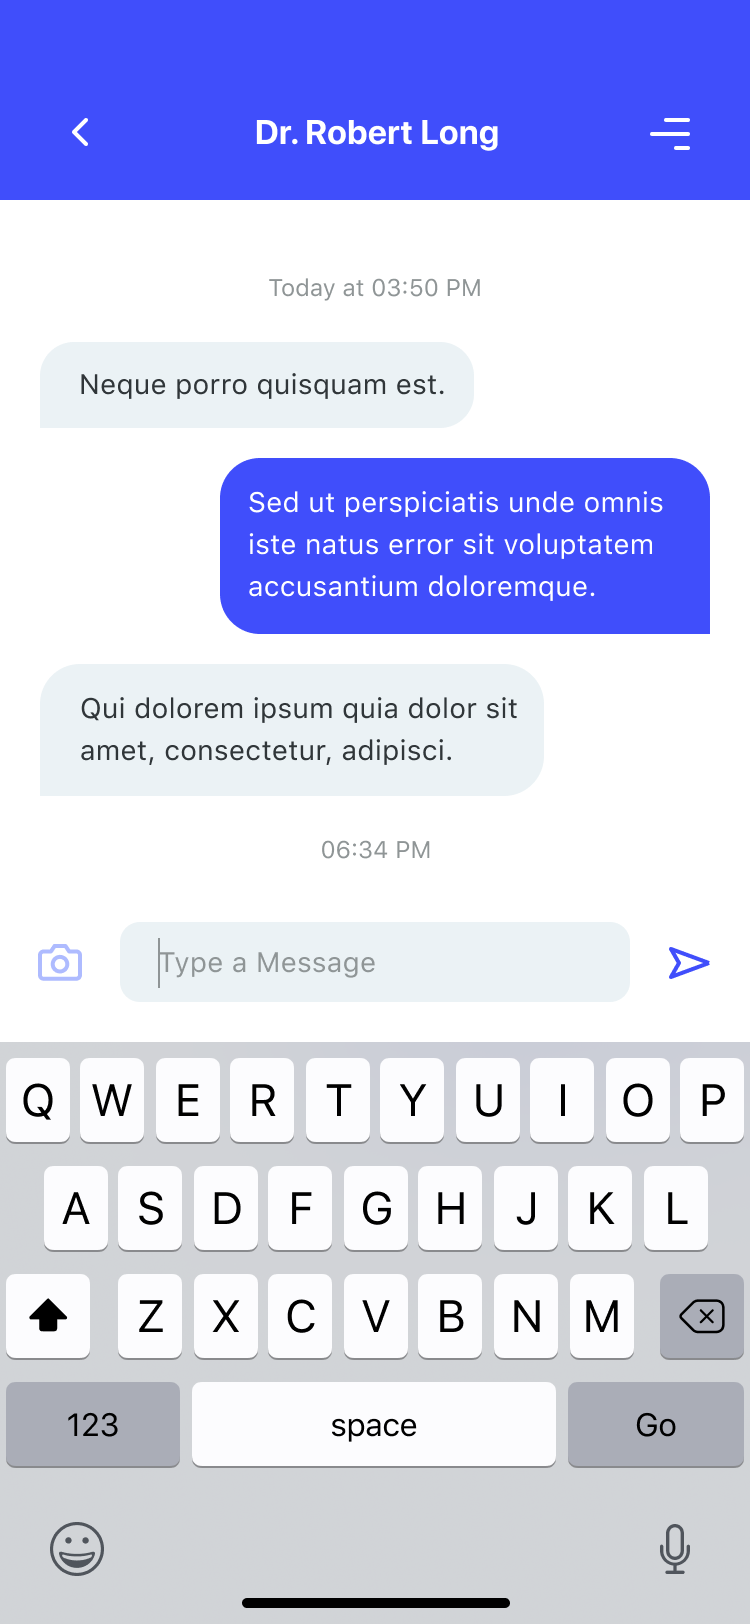 Dr. Robert Long
Today at 03:50 PM
Neque porro quisquam est.
Sed ut perspiciatis unde omnis
iste natus error sit voluptatem
accusantium doloremque.
Qui dolorem ipsum quia dolor sit
amet, consectetur, adipisci.
06:34 PM
Type a Message
Q W E R T Y U I O P
A S D F G H J K L
Z X C V B N M
123 space Go